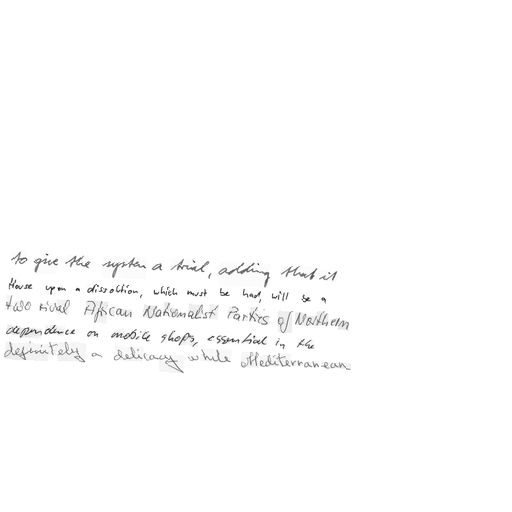 to give the system a trial, adding that it
House upon a dissolution, which must be had, will be a
two rival African Nationalist Parties of Northern
dependence on mobile shops, essential in the
definitely a delicacy while Mediterranean